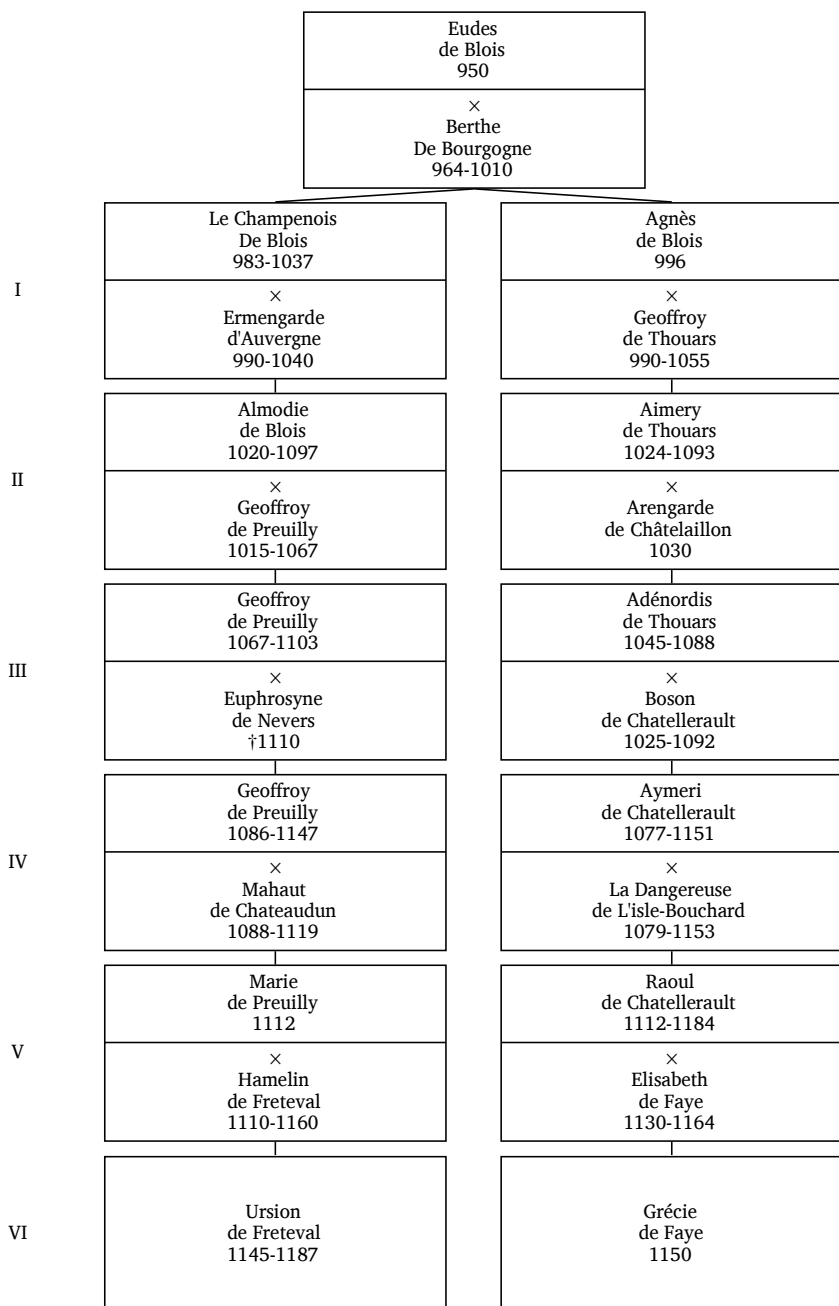 Eudes
de Blois
950
×
Berthe
De Bourgogne
964-1010
I
Le Champenois
De Blois
983-1037
×
Ermengarde
d'Auvergne
990-1040
Agnès
de Blois
996
×
Geoffroy
de Thouars
990-1055
II
Almodie
de Blois
1020-1097
×
Geoffroy
de Preuilly
1015-1067
Aimery
de Thouars
1024-1093
×
Arengarde
de Châtelaillon
1030
III
Geoffroy
de Preuilly
1067-1103
×
Euphrosyne
de Nevers
†1110
Adénordis
de Thouars
1045-1088
×
Boson
de Chatellerault
1025-1092
IV
Geoffroy
de Preuilly
1086-1147
×
Mahaut
de Chateaudun
1088-1119
Aymeri
de Chatellerault
1077-1151
×
La Dangereuse
de L'isle-Bouchard
1079-1153
V
Marie
de Preuilly
1112
×
Hamelin
de Freteval
1110-1160
Raoul
de Chatellerault
1112-1184
×
Elisabeth
de Faye
1130-1164
VI
Ursion
de Freteval
1145-1187
Grécie
de Faye
1150